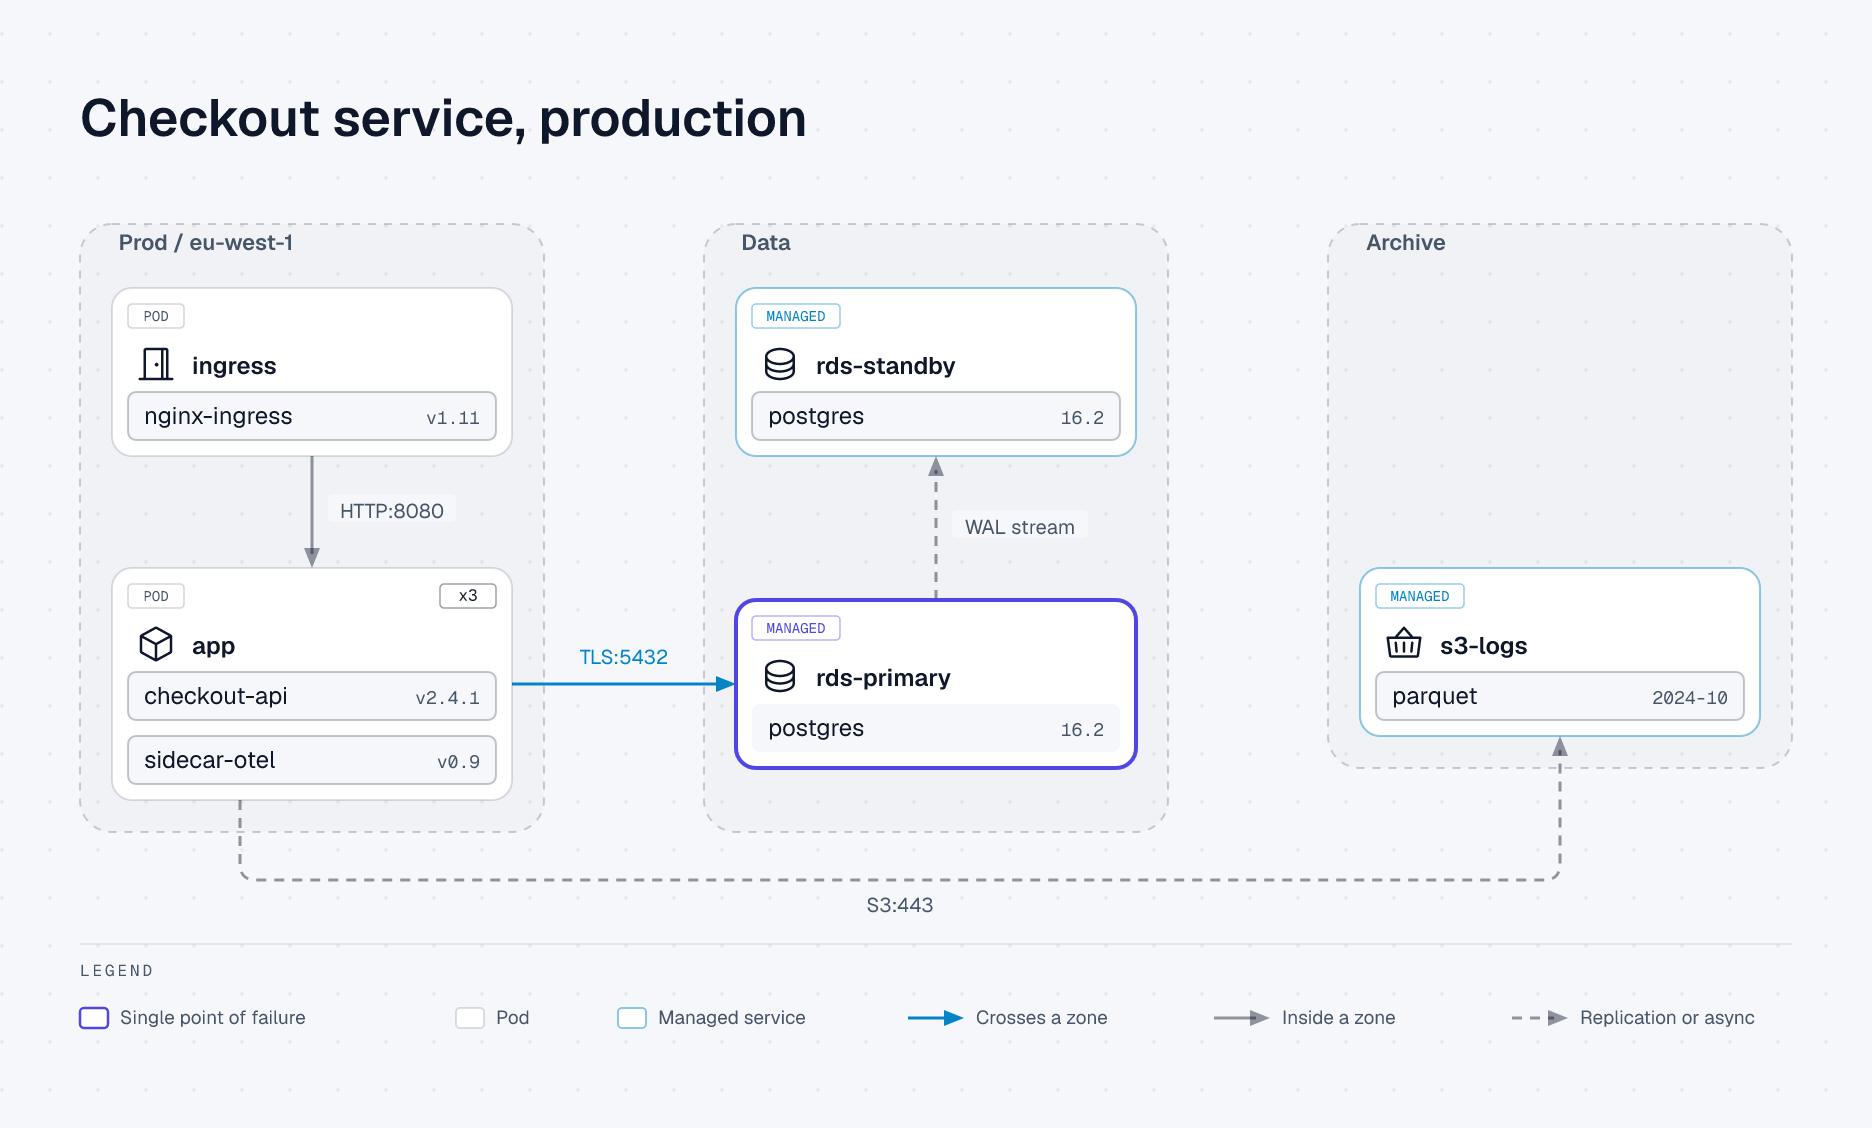 Checkout service, production
Prod / eu-west-1
POD
ingress
nginx-ingress v1.11
HTTP:8080
POD x3
app
checkout-api v2.4.1
sidecar-otel v0.9
TLS:5432
Data
MANAGED
rds-standby
postgres 16.2
WAL stream
MANAGED
rds-primary
postgres 16.2
Archive
MANAGED
s3-logs
parquet 2024-10
S3:443
LEGEND
Single point of failure
Pod
Managed service
Crosses a zone
Inside a zone
Replication or async